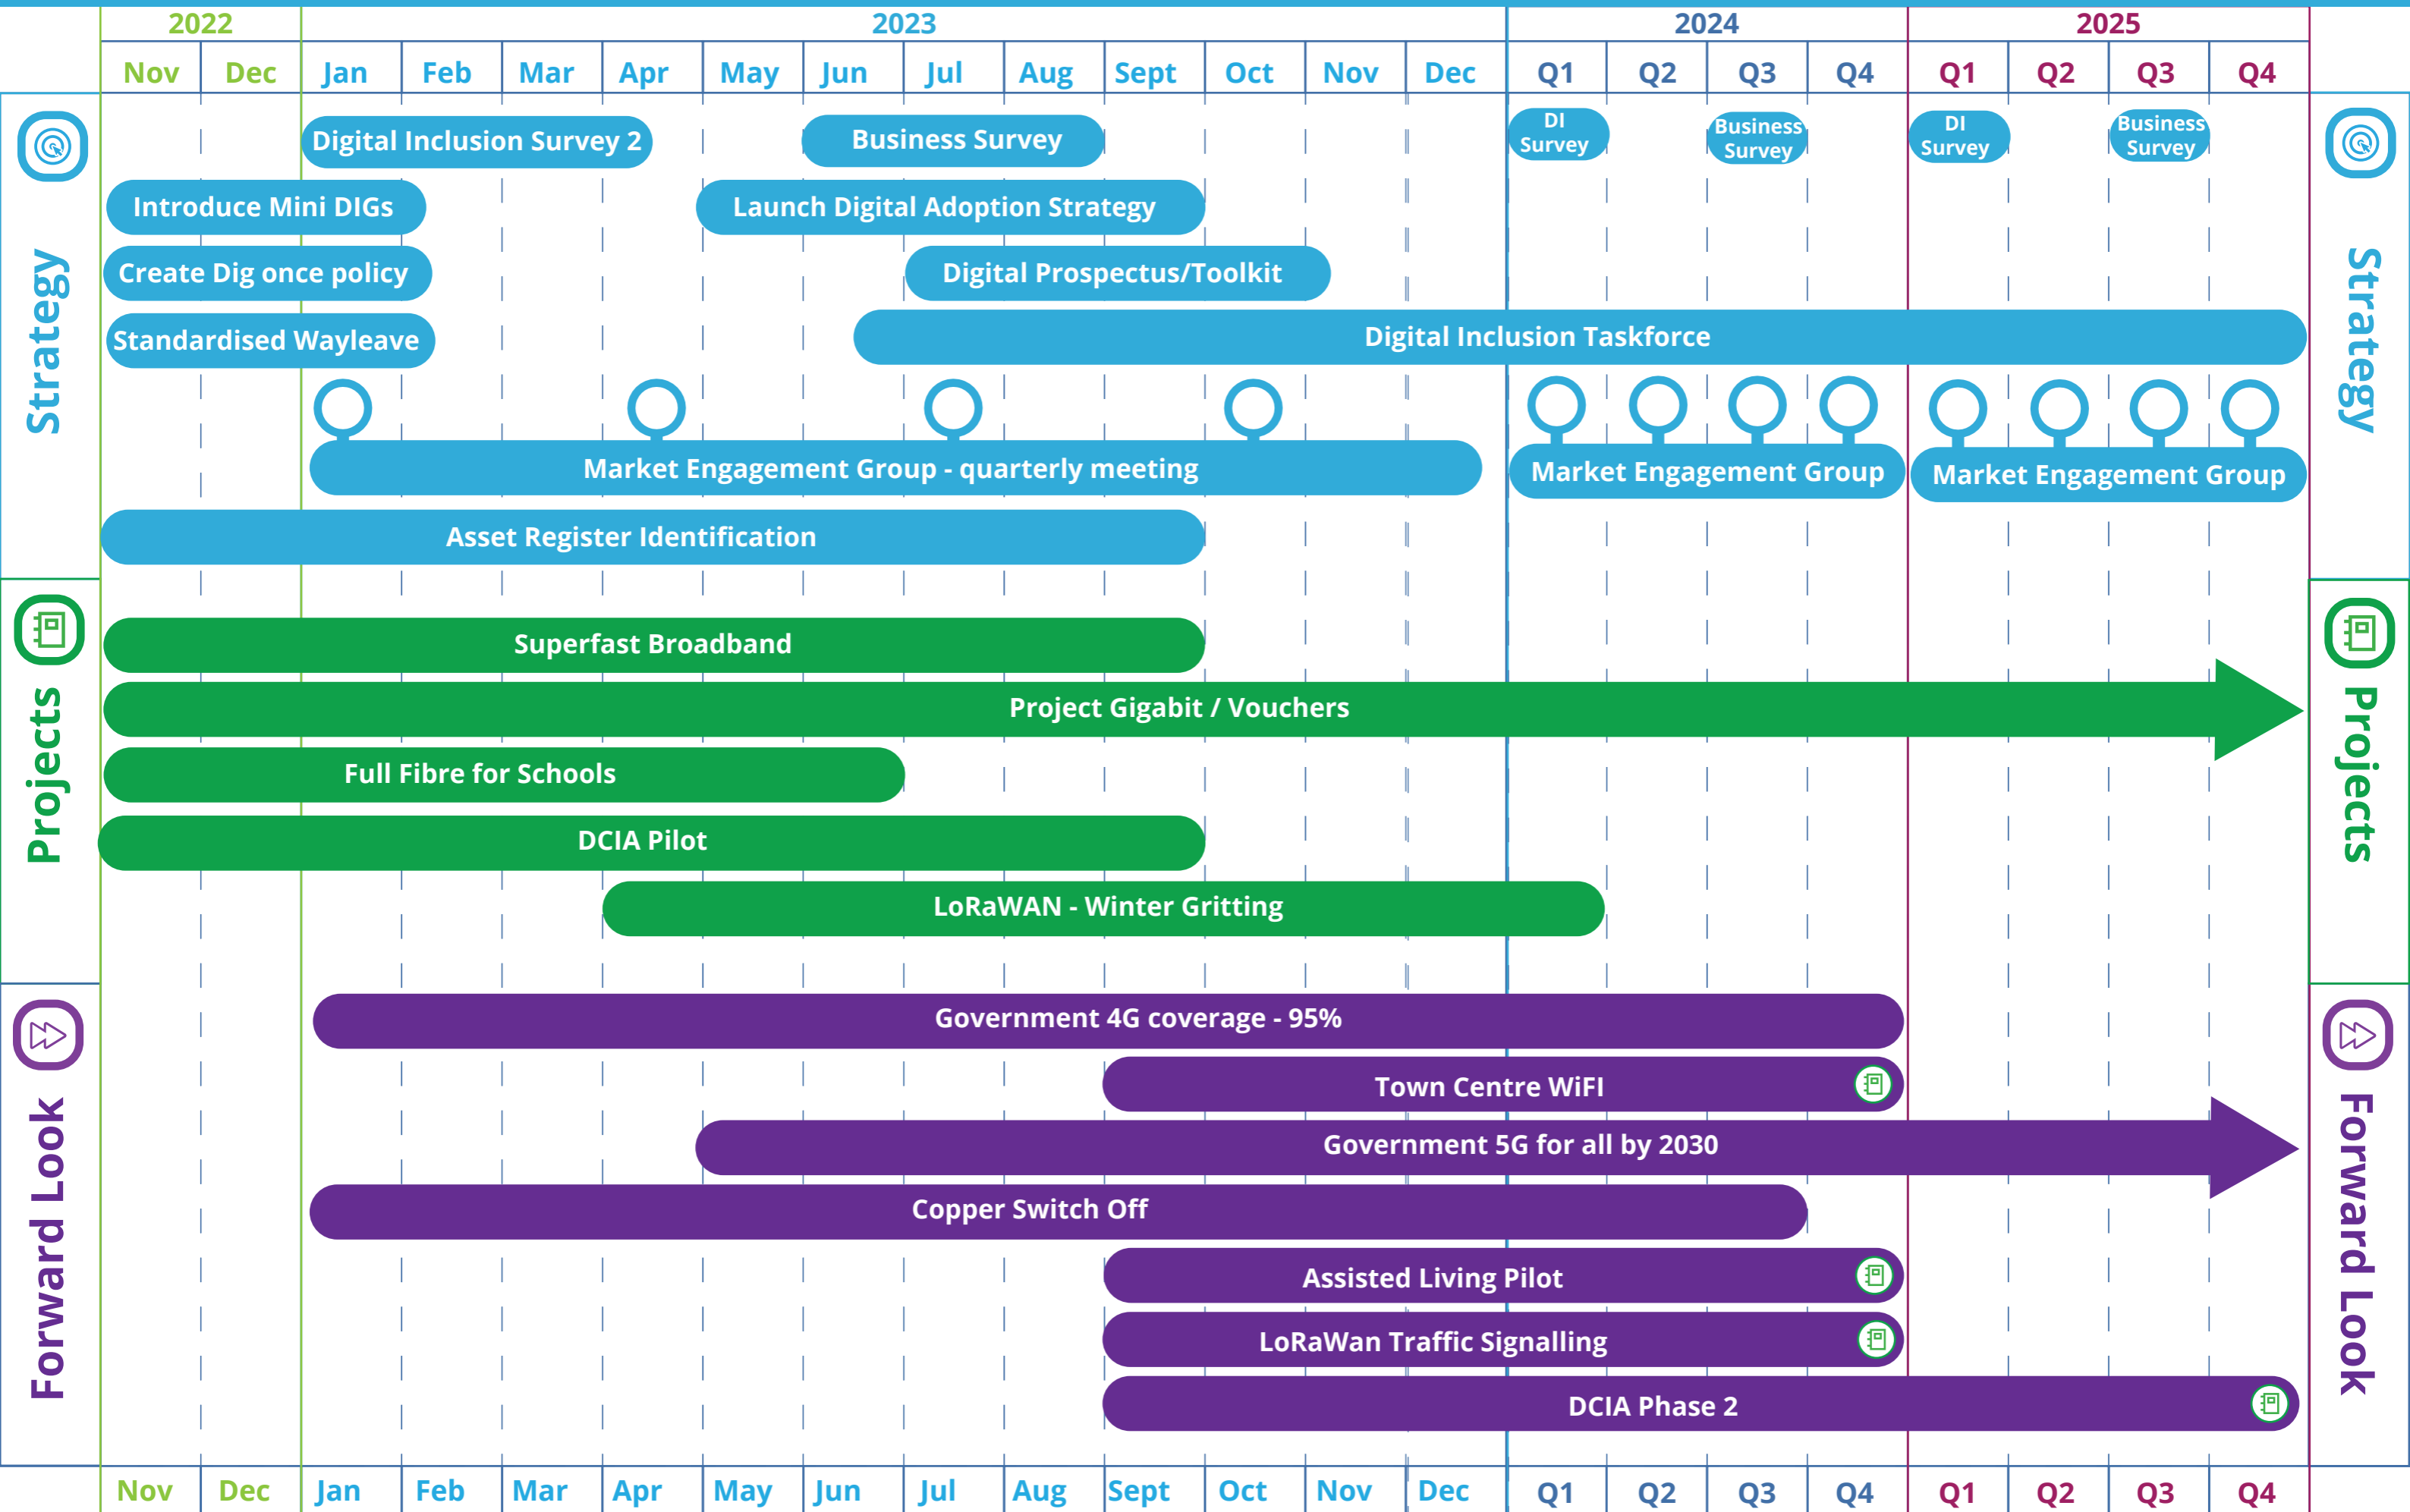 2022 2023 2024 2025
Nov Dec Jan Feb Mar Apr May Jun Jul Aug Sept Oct Nov Dec Q1 Q2 Q3 Q4 Q1 Q2 Q3 Q4
Strategy
Digital Inclusion Survey 2
Business Survey
DI
Survey
Business
Survey
DI
Survey
Business
Survey
Introduce Mini DIGs
Launch Digital Adoption Strategy
Create Dig once policy
Digital Prospectus/Toolkit
Standardised Wayleave
Digital Inclusion Taskforce
Market Engagement Group - quarterly meeting
Market Engagement Group
Market Engagement Group
Asset Register Identification
Strategy
Projects
Superfast Broadband
Project Gigabit / Vouchers
Full Fibre for Schools
DCIA Pilot
LoRaWAN - Winter Gritting
Projects
Forward Look
Government 4G coverage - 95%
Town Centre WiFI
Government 5G for all by 2030
Copper Switch Off
Assisted Living Pilot
LoRaWan Traffic Signalling
DCIA Phase 2
Forward Look
Nov Dec Jan Feb Mar Apr May Jun Jul Aug Sept Oct Nov Dec Q1 Q2 Q3 Q4 Q1 Q2 Q3 Q4